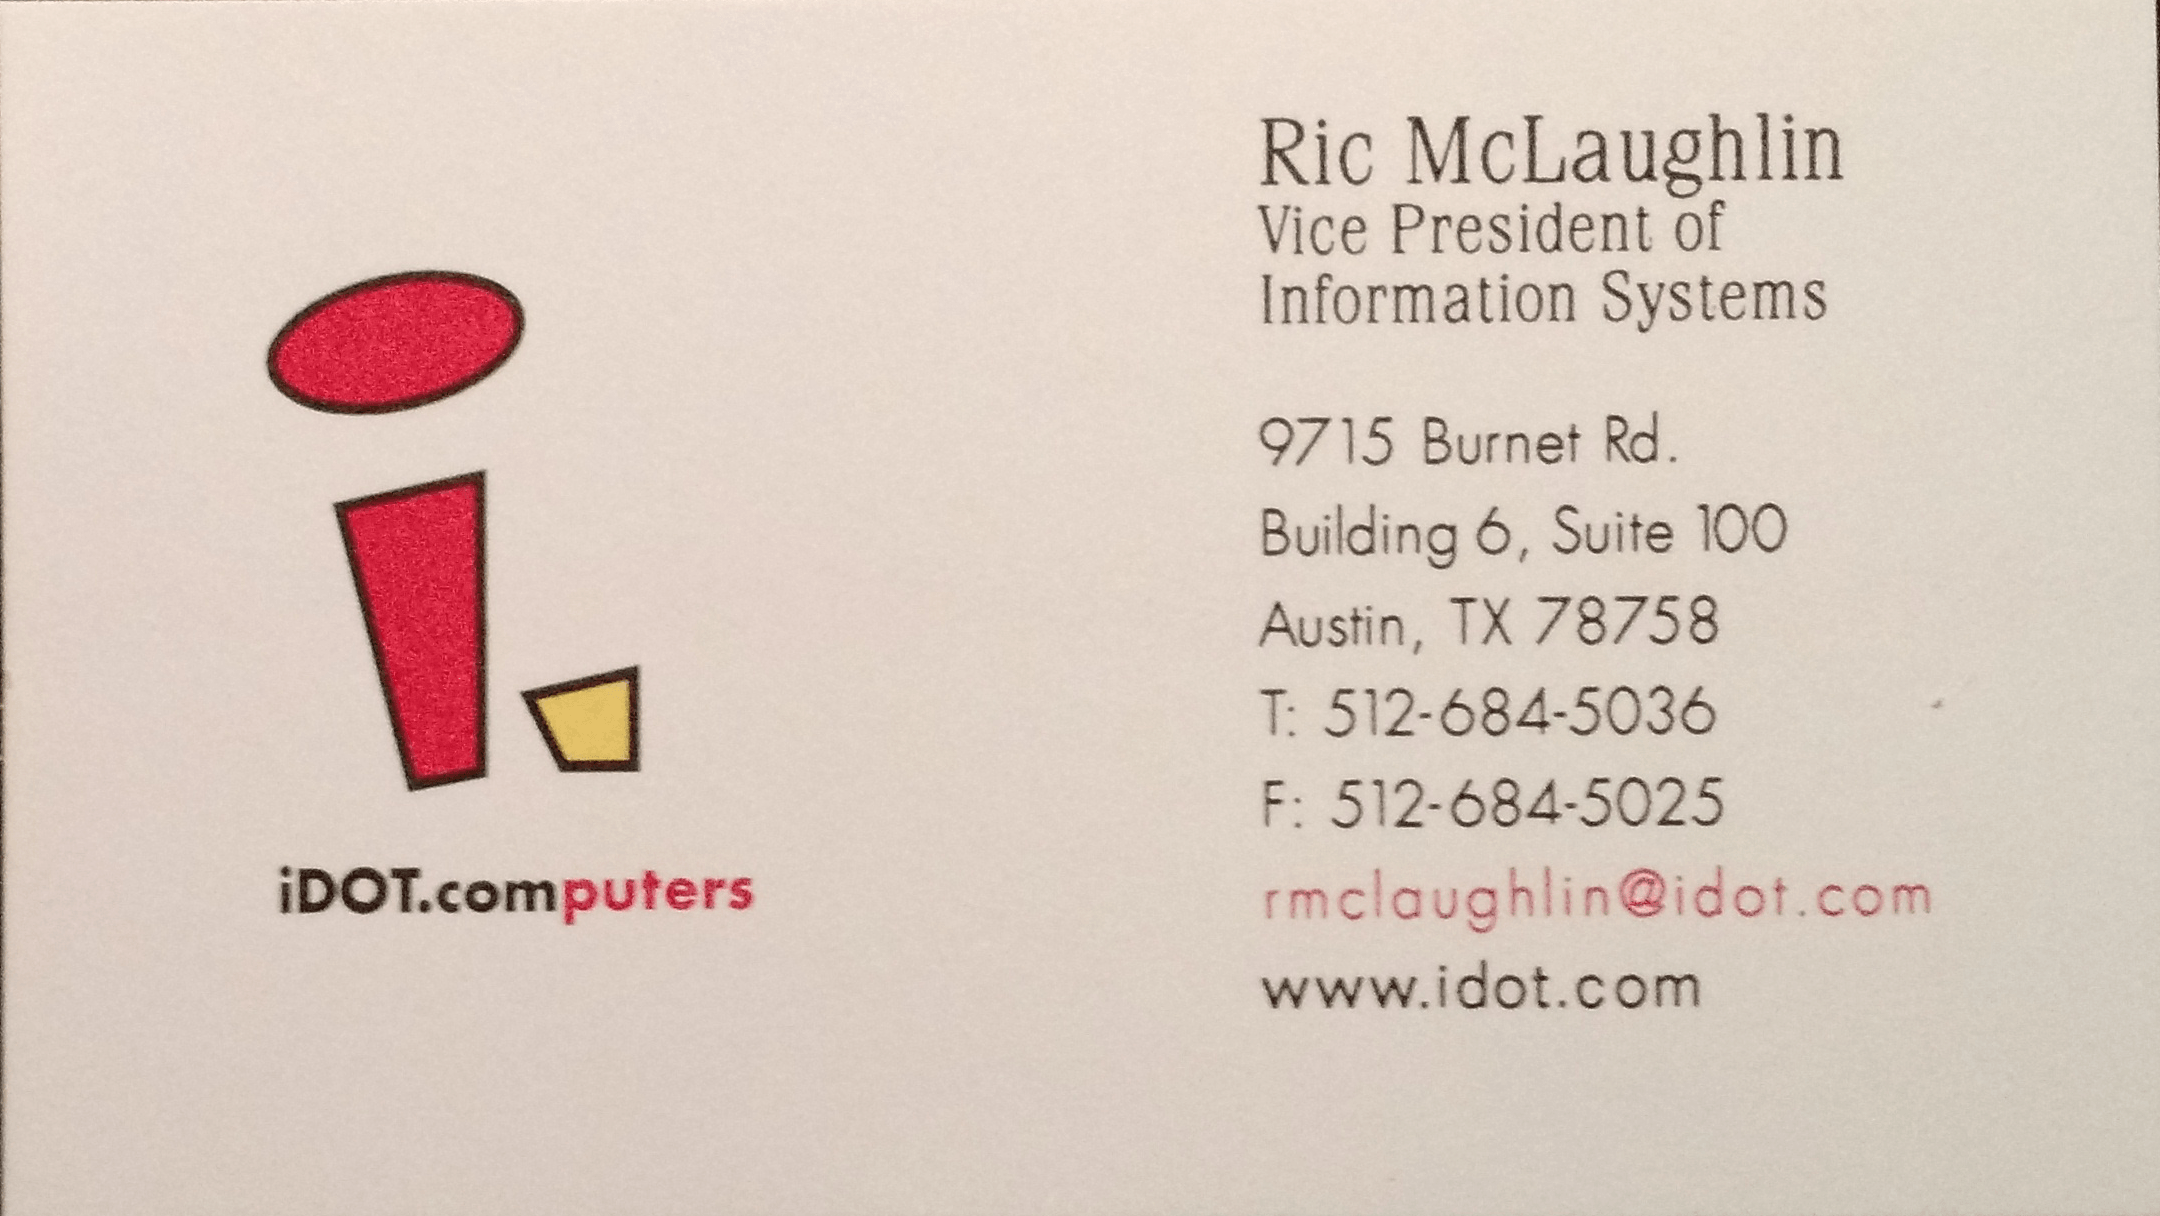 iDOT.computers
Ric McLaughlin
Vice President of
Information Systems
9715 Burnet Rd.
Building 6, Suite 100
Austin, TX 78758
T: 512-684-5036
F: 512-684-5025
rmclaughlin@idot.com
www.idot.com